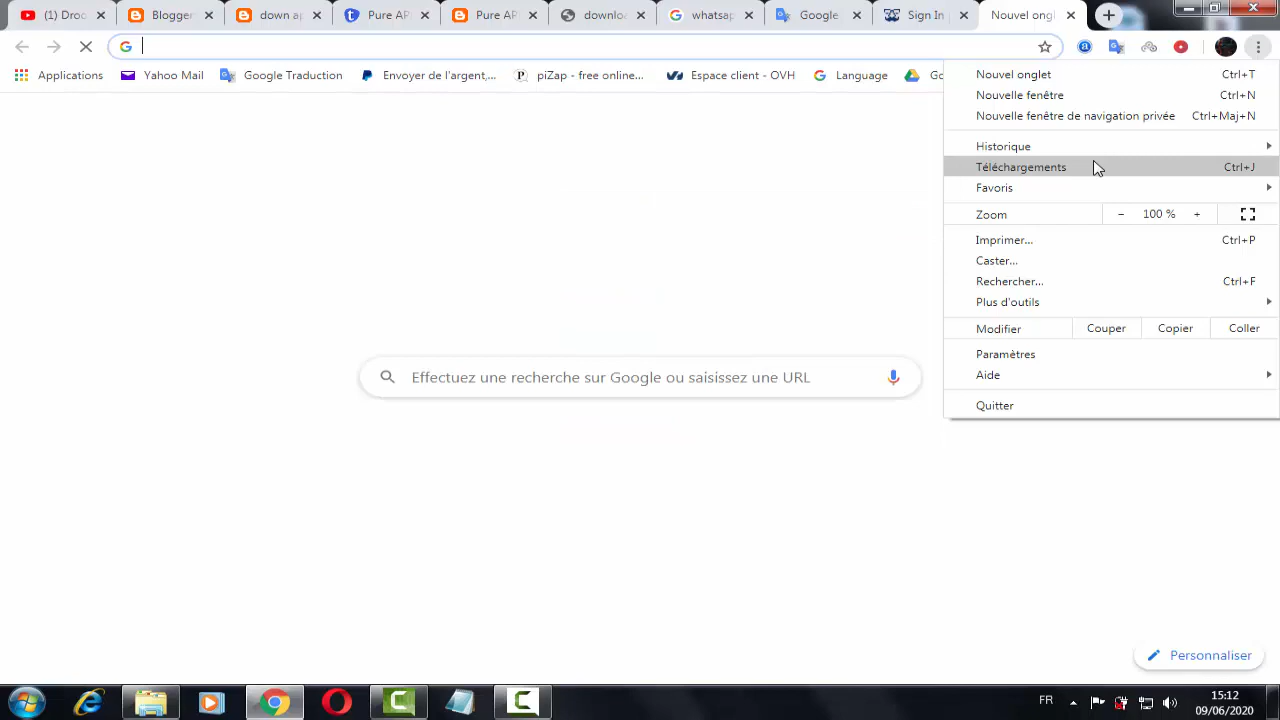 (1) Droc
Blogge
down ap
Pure AF
Pure AF
downlo
whatsap
Google
Sign In
Nouvel ongl
Applications
Yahoo Mail
Google Traduction
Envoyer de l'argent,...
piZap - free online...
Espace client - OVH
Language
Go
Nouvel onglet Ctrl+T
Nouvelle fenêtre Ctrl+N
Nouvelle fenêtre de navigation privée Ctrl+Maj+N
Historique
Téléchargements Ctrl+J
Favoris
Zoom − 100 % +
Imprimer... Ctrl+P
Caster...
Rechercher... Ctrl+F
Plus d'outils
Modifier Couper Copier Coller
Paramètres
Aide
Quitter
Effectuez une recherche sur Google ou saisissez une URL
Personnaliser
FR
15:12
09/06/2020